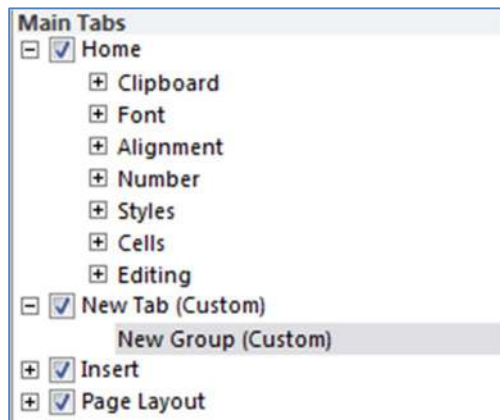 Main Tabs
Home
Clipboard
Font
Alignment
Number
Styles
Cells
Editing
New Tab (Custom)
New Group (Custom)
Insert
Page Layout